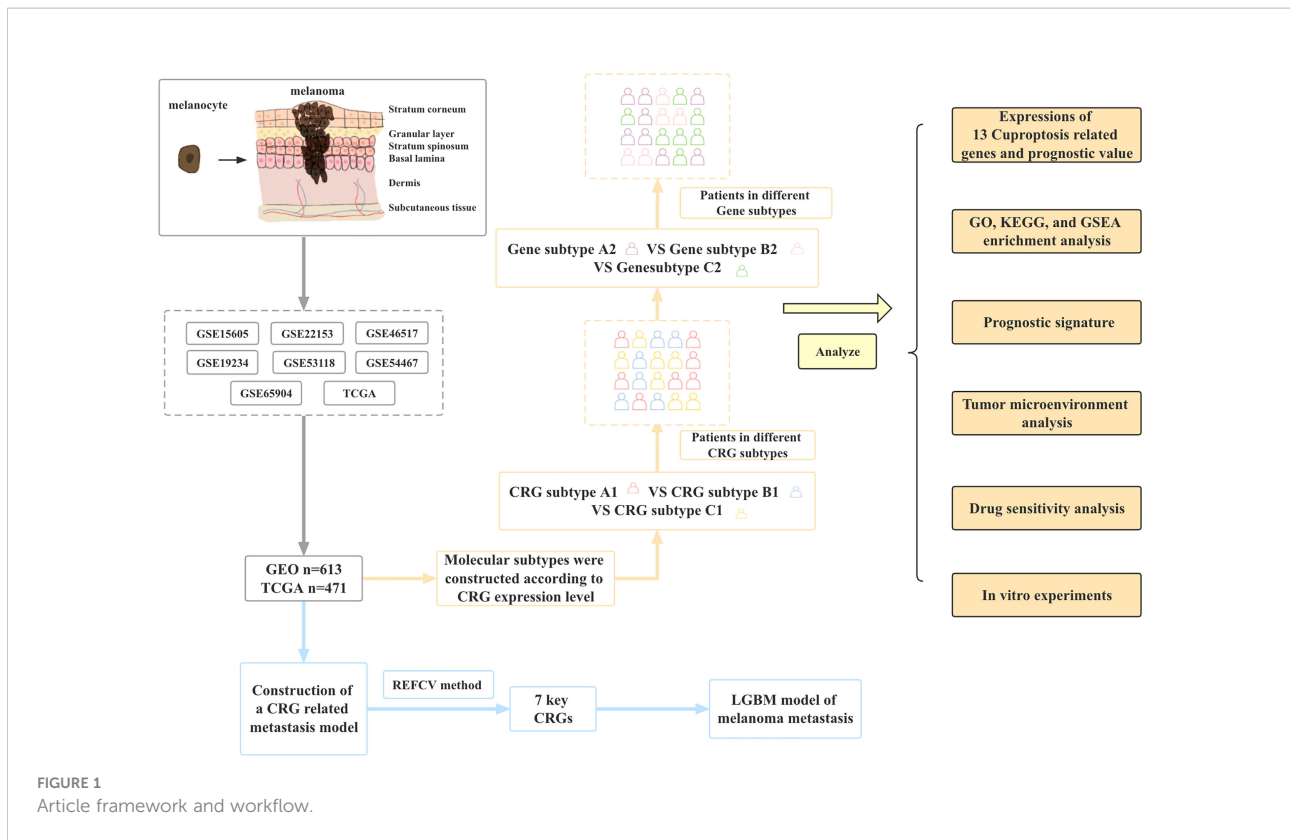 melanocyte
melanoma
Stratum corneum
Granular layer
Stratum spinosum
Basal lamina
Dermis
Subcutaneous tissue
GSE15605
GSE22153
GSE46517
GSE19234
GSE53118
GSE54467
GSE65904
TCGA
GEO n=613
TCGA n=471
Molecular subtypes were
constructed according to
CRG expression level
CRG subtype A1 VS CRG subtype B1
VS CRG subtype C1
Patients in different
CRG subtypes
Gene subtype A2 VS Gene subtype B2
VS Genesubtype C2
Patients in different
Gene subtypes
Analyze
Expressions of
13 Cuproptosis related
genes and prognostic value
GO, KEGG, and GSEA
enrichment analysis
Prognostic signature
Tumor microenvironment
analysis
Drug sensitivity analysis
In vitro experiments
Construction of
a CRG related
metastasis model
REFCV method
7 key
CRGs
LGBM model of
melanoma metastasis
FIGURE 1
Article framework and workflow.